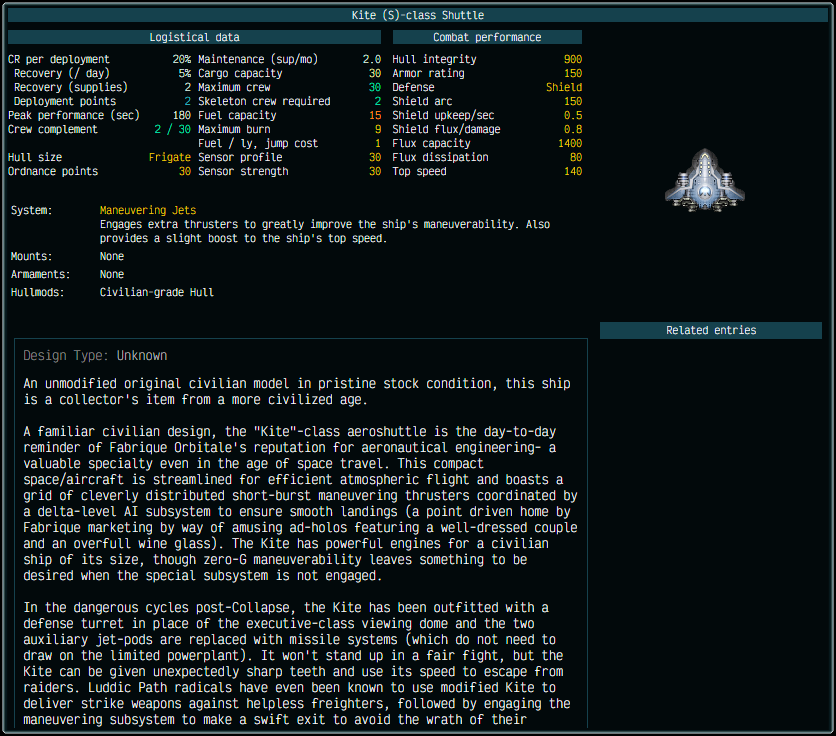 Kite (S)-class Shuttle
Logistical data
CR per deployment 20% Maintenance (sup/mo) 2.0
Recovery (/ day) 5% Cargo capacity 30
Recovery (supplies) 2 Maximum crew 30
Deployment points 2 Skeleton crew required 2
Peak performance (sec) 180 Fuel capacity 15
Crew complement 2 / 30 Maximum burn 9
Fuel / ly, jump cost 1
Hull size Frigate Sensor profile 30
Ordnance points 30 Sensor strength 30
Combat performance
Hull integrity 900
Armor rating 150
Defense Shield
Shield arc 150
Shield upkeep/sec 0.5
Shield flux/damage 0.8
Flux capacity 1400
Flux dissipation 80
Top speed 140
System: Maneuvering Jets
Engages extra thrusters to greatly improve the ship's maneuverability. Also
provides a slight boost to the ship's top speed.
Mounts: None
Armaments: None
Hullmods: Civilian-grade Hull
Related entries
Design Type: Unknown
An unmodified original civilian model in pristine stock condition, this ship
is a collector's item from a more civilized age.
A familiar civilian design, the "Kite"-class aeroshuttle is the day-to-day
reminder of Fabrique Orbitale's reputation for aeronautical engineering- a
valuable specialty even in the age of space travel. This compact
space/aircraft is streamlined for efficient atmospheric flight and boasts a
grid of cleverly distributed short-burst maneuvering thrusters coordinated by
a delta-level AI subsystem to ensure smooth landings (a point driven home by
Fabrique marketing by way of amusing ad-holos featuring a well-dressed couple
and an overfull wine glass). The Kite has powerful engines for a civilian
ship of its size, though zero-G maneuverability leaves something to be
desired when the special subsystem is not engaged.
In the dangerous cycles post-Collapse, the Kite has been outfitted with a
defense turret in place of the executive-class viewing dome and the two
auxiliary jet-pods are replaced with missile systems (which do not need to
draw on the limited powerplant). It won't stand up in a fair fight, but the
Kite can be given unexpectedly sharp teeth and use its speed to escape from
raiders. Luddic Path radicals have even been known to use modified Kite to
deliver strike weapons against helpless freighters, followed by engaging the
maneuvering subsystem to make a swift exit to avoid the wrath of their